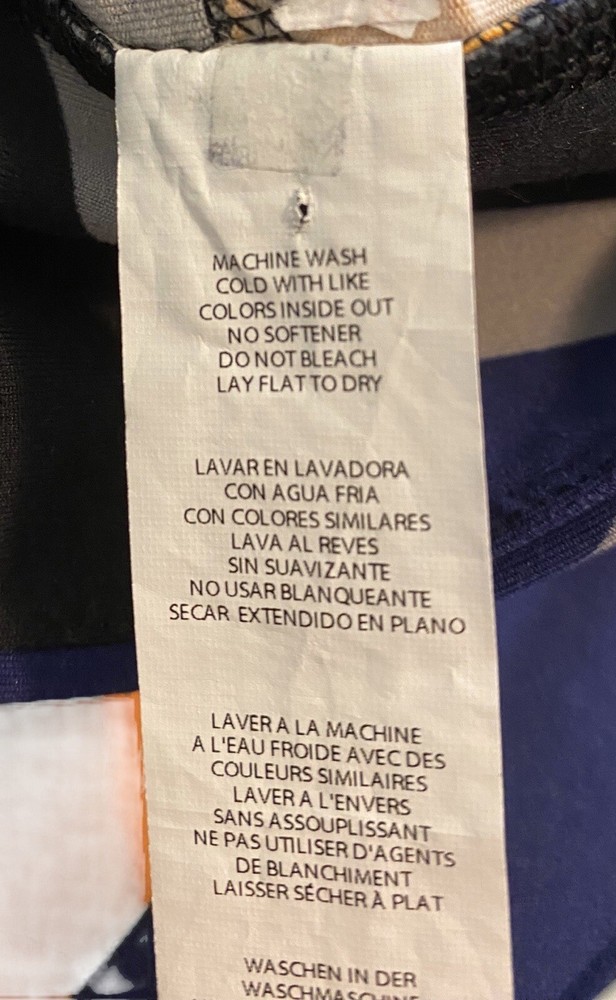 MACHINE WASH
COLD WITH LIKE
COLORS INSIDE OUT
NO SOFTENER
DO NOT BLEACH
LAY FLAT TO DRY
LAVAR EN LAVADORA
CON AGUA FRIA
CON COLORES SIMILARES
LAVA AL REVES
SIN SUAVIZANTE
NO USAR BLANQUEANTE
SECAR EXTENDIDO EN PLANO
LAVER A LA MACHINE
A L'EAU FROIDE AVEC DES
COULEURS SIMILAIRES
LAVER A L'ENVERS
SANS ASSOUPLISSANT
NE PAS UTILISER D'AGENTS
DE BLANCHIMENT
LAISSER SÉCHER À PLAT
WASCHEN IN DER
WASCHMASCHINE